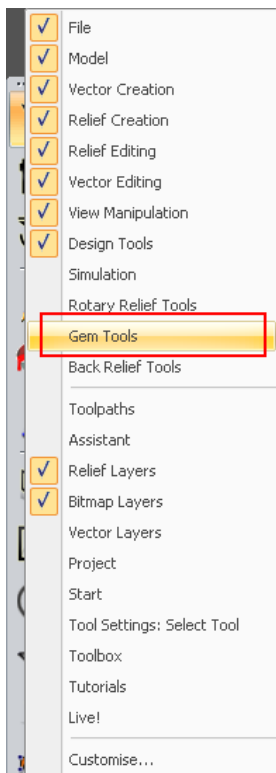 File
Model
Vector Creation
Relief Creation
Relief Editing
Vector Editing
View Manipulation
Design Tools
Simulation
Rotary Relief Tools
Gem Tools
Back Relief Tools
Toolpaths
Assistant
Relief Layers
Bitmap Layers
Vector Layers
Project
Start
Tool Settings: Select Tool
Toolbox
Tutorials
Live!
Customise...